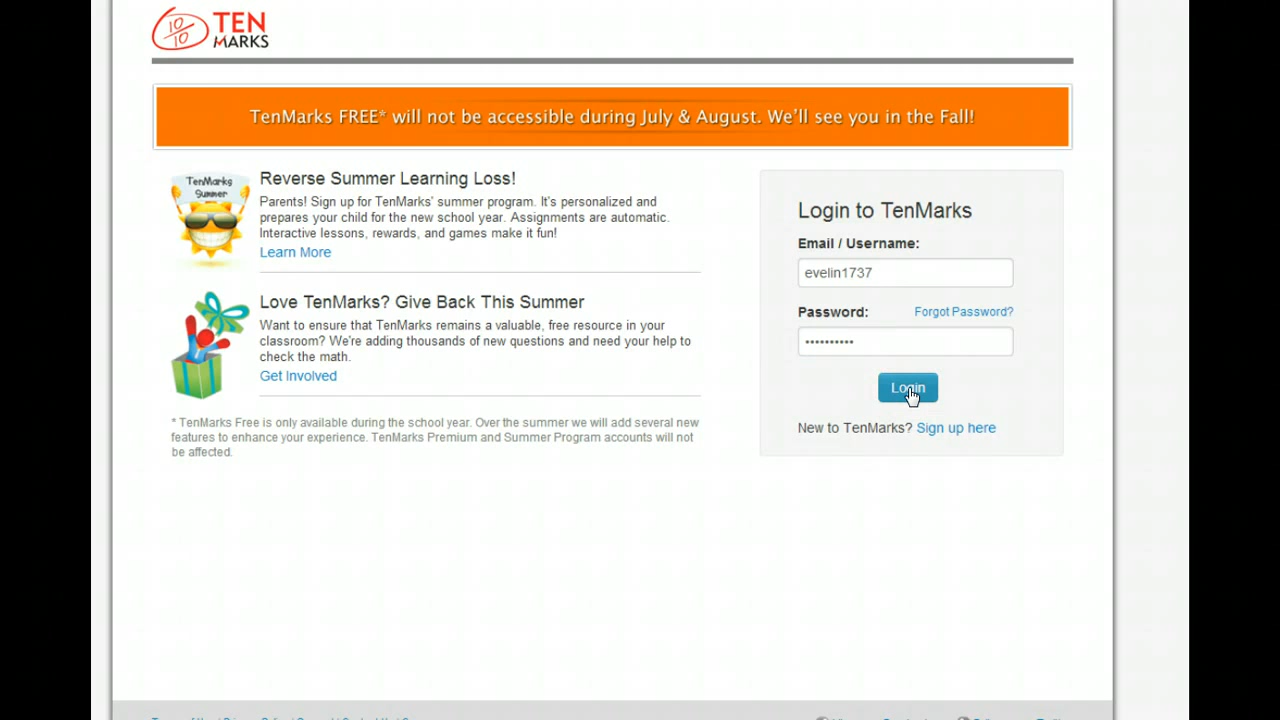 10
10
TEN
MARKS
TenMarks FREE* will not be accessible during July & August. We'll see you in the Fall!
TenMarks
Summer
Reverse Summer Learning Loss!
Parents! Sign up for TenMarks' summer program. It's personalized and
prepares your child for the new school year. Assignments are automatic.
Interactive lessons, rewards, and games make it fun!
Learn More
Love TenMarks? Give Back This Summer
Want to ensure that TenMarks remains a valuable, free resource in your
classroom? We're adding thousands of new questions and need your help to
check the math.
Get Involved
* TenMarks Free is only available during the school year. Over the summer we will add several new
features to enhance your experience. TenMarks Premium and Summer Program accounts will not
be affected.
Login to TenMarks
Email / Username:
evelin1737
Password: Forgot Password?
••••••••••
Login
New to TenMarks? Sign up here